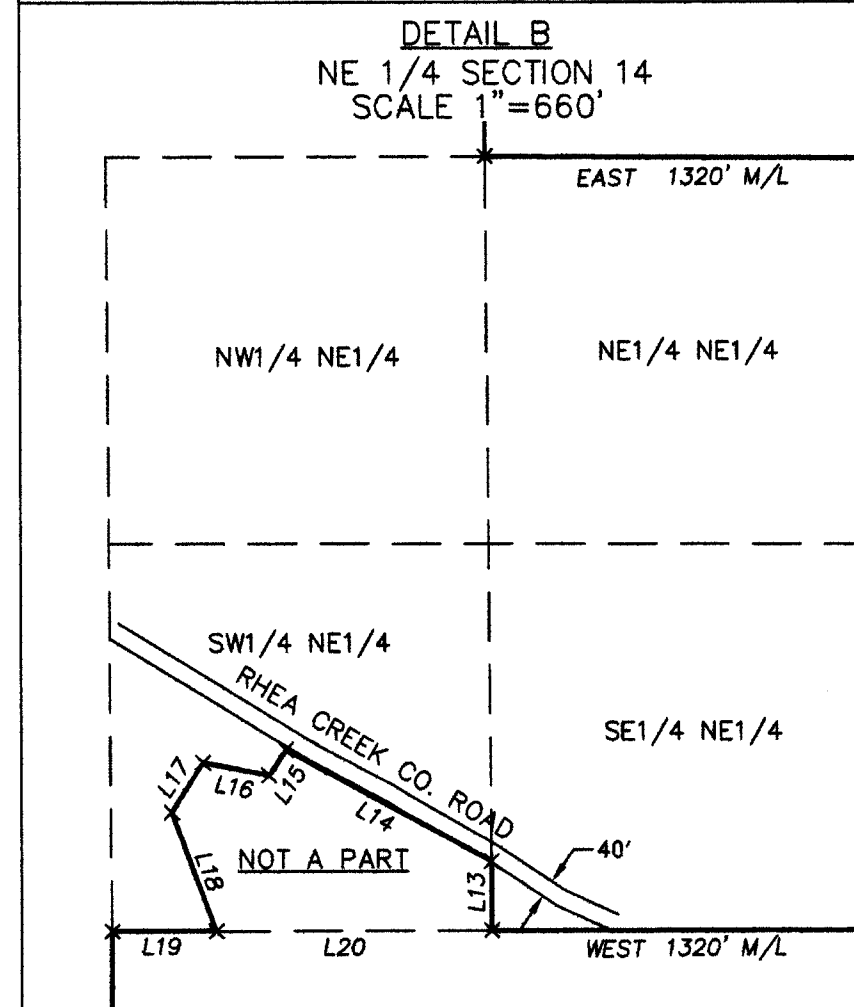 DETAIL B
NE 1/4 SECTION 14
SCALE 1"=660'
EAST 1320' M/L
NW1/4 NE1/4
NE1/4 NE1/4
SW1/4 NE1/4
RHEA CREEK CO. ROAD
SE1/4 NE1/4
L17
L16
L15
L14
40'
L18
NOT A PART
L13
L19
L20
WEST 1320' M/L